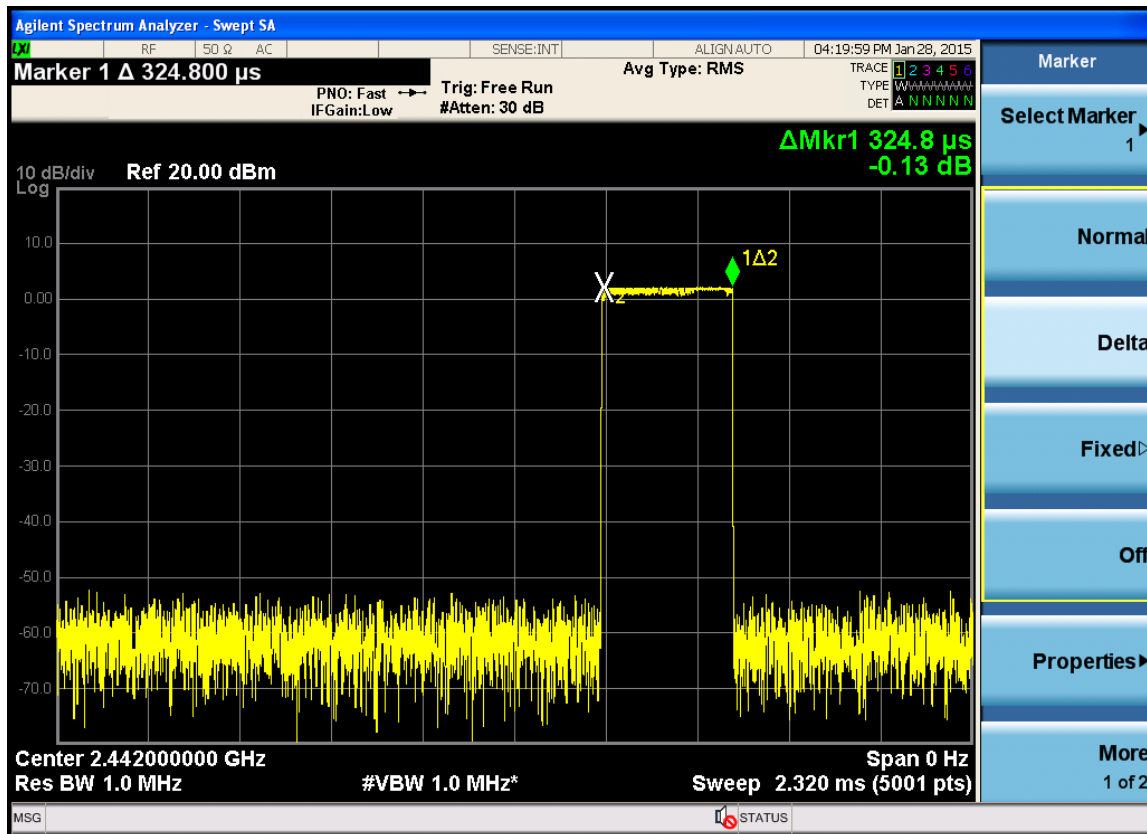 Agilent Spectrum Analyzer - Swept SA
LXI RF 50 Ω AC SENSE:INT ALIGN AUTO 04:19:59 PM Jan 28, 2015
Marker 1 Δ 324.800 µs
PNO: Fast
IFGain:Low
Trig: Free Run
#Atten: 30 dB
Avg Type: RMS
TRACE 1 2 3 4 5 6
TYPE W W W W W W
DET A N N N N N
ΔMkr1 324.8 µs
-0.13 dB
10 dB/div Ref 20.00 dBm
Log
10.0
0.00
-10.0
-20.0
-30.0
-40.0
-50.0
-60.0
-70.0
1Δ2
X2
Center 2.442000000 GHz Span 0 Hz
Res BW 1.0 MHz #VBW 1.0 MHz* Sweep 2.320 ms (5001 pts)
MSG STATUS
Marker
Select Marker
1
Normal
Delta
Fixed
Off
Properties
More
1 of 2